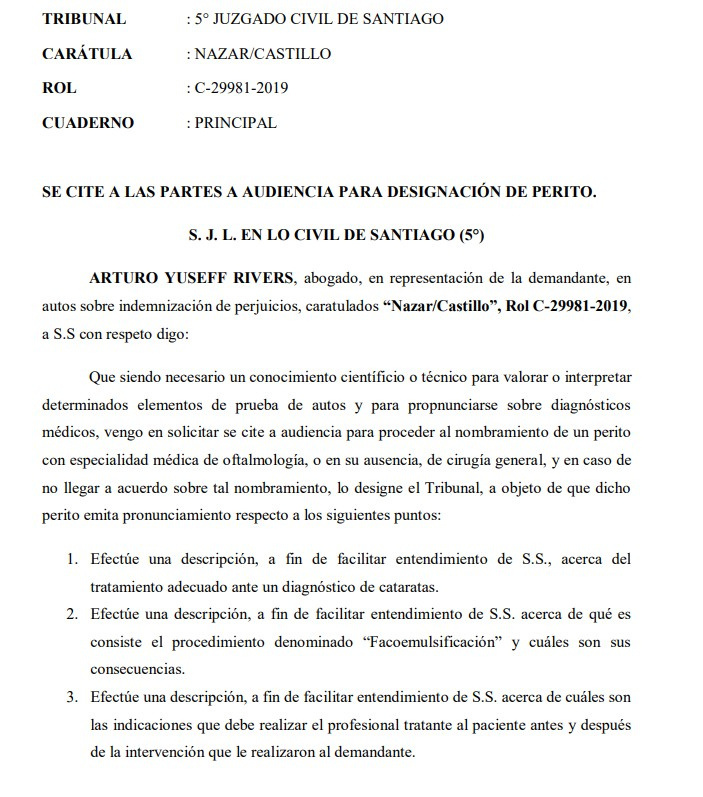 TRIBUNAL : 5° JUZGADO CIVIL DE SANTIAGO
CARÁTULA : NAZAR/CASTILLO
ROL : C-29981-2019
CUADERNO : PRINCIPAL
SE CITE A LAS PARTES A AUDIENCIA PARA DESIGNACIÓN DE PERITO.
S. J. L. EN LO CIVIL DE SANTIAGO (5°)
ARTURO YUSEFF RIVERS, abogado, en representación de la demandante, en
autos sobre indemnización de perjuicios, caratulados “Nazar/Castillo”, Rol C-29981-2019,
a S.S con respeto digo:
Que siendo necesario un conocimiento científicio o técnico para valorar o interpretar
determinados elementos de prueba de autos y para propnunciarse sobre diagnósticos
médicos, vengo en solicitar se cite a audiencia para proceder al nombramiento de un perito
con especialidad médica de oftalmología, o en su ausencia, de cirugía general, y en caso de
no llegar a acuerdo sobre tal nombramiento, lo designe el Tribunal, a objeto de que dicho
perito emita pronunciamiento respecto a los siguientes puntos:
1. Efectúe una descripción, a fin de facilitar entendimiento de S.S., acerca del
tratamiento adecuado ante un diagnóstico de cataratas.
2. Efectúe una descripción, a fin de facilitar entendimiento de S.S. acerca de qué es
consiste el procedimiento denominado “Facoemulsificación” y cuáles son sus
consecuencias.
3. Efectúe una descripción, a fin de facilitar entendimiento de S.S. acerca de cuáles son
las indicaciones que debe realizar el profesional tratante al paciente antes y después
de la intervención que le realizaron al demandante.